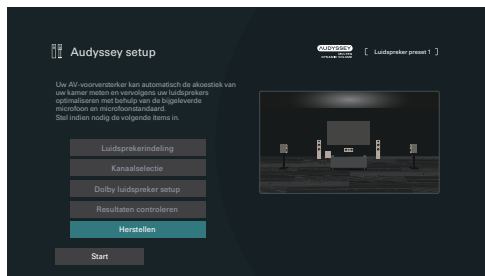 Audyssey setup
AUDYSSEY
[ Luidspreker preset 1 ]
Uw AV-voorversterker kan automatisch de akoestiek van
uw kamer meten en vervolgens uw luidsprekers
optimaliseren met behulp van de bijgeleverde
microfoon en microfoonstandaard.
Stel indien nodig de volgende items in.
Luidsprekerindeling
Kanaalselectie
Dolby luidspreker setup
Resultaten controleren
Herstellen
Start